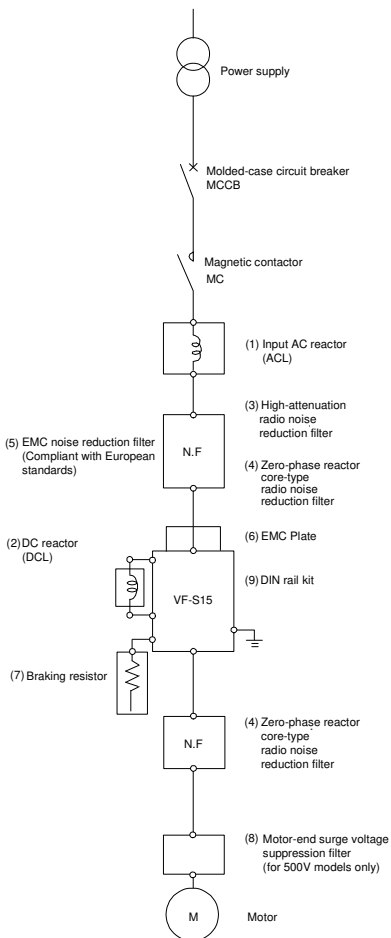 Power supply
Molded-case circuit breaker
MCCB
Magnetic contactor
MC
(1) Input AC reactor
(ACL)
(3) High-attenuation
radio noise
reduction filter
(5) EMC noise reduction filter
(Compliant with European
standards)
N.F
(4) Zero-phase reactor
core-type
radio noise
reduction filter
(6) EMC Plate
(2) DC reactor
(DCL)
(9) DIN rail kit
VF-S15
(7) Braking resistor
N.F
(4) Zero-phase reactor
core-type
radio noise
reduction filter
(8) Motor-end surge voltage
suppression filter
(for 500V models only)
M
Motor